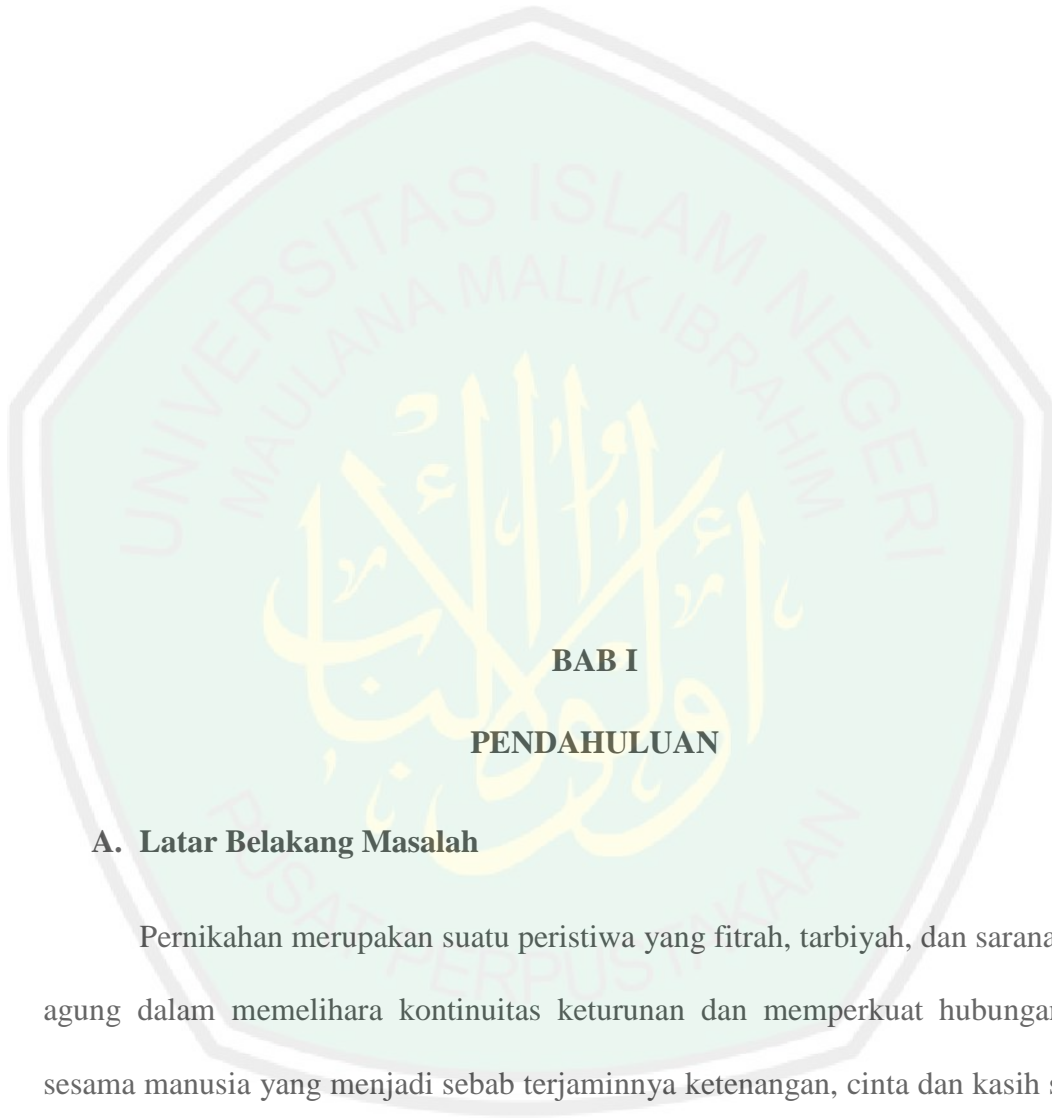 UNIVERSITAS ISLAM NEGERI
MAULANA MALIK IBRAHIM
BAB I
PENDAHULUAN
A. Latar Belakang Masalah
Pernikahan merupakan suatu peristiwa yang fitrah, tarbiyah, dan sarana
agung dalam memelihara kontinuitas keturunan dan memperkuat hubungan
sesama manusia yang menjadi sebab terjaminnya ketenangan, cinta dan kasih
PUSAT PERPUSTAKAAN